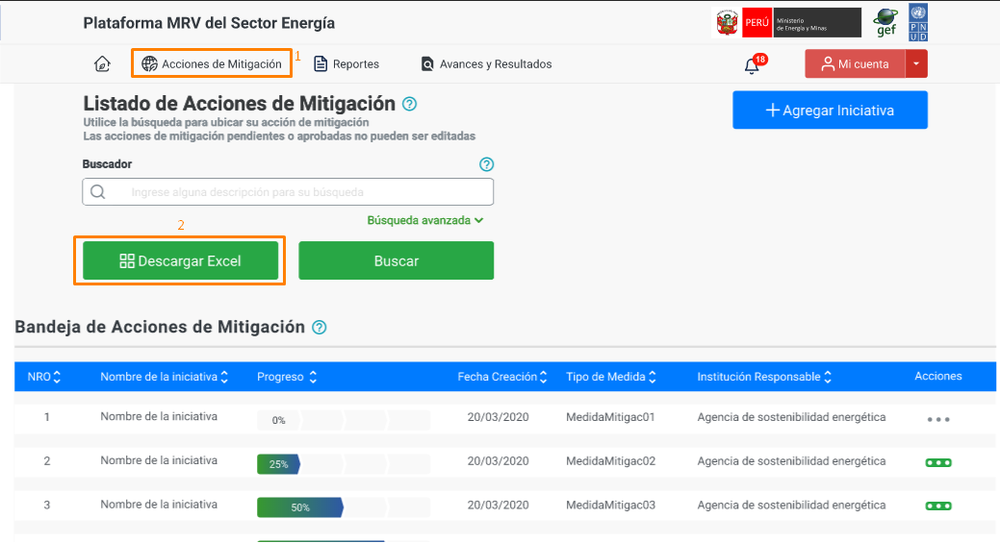 Plataforma MRV del Sector Energía
PERÚ
Ministerio
de Energía y Minas
gef
P N
U D
Acciones de Mitigación
1
Reportes
Avances y Resultados
18
Mi cuenta
Listado de Acciones de Mitigación ?
Agregar Iniciativa
Utilice la búsqueda para ubicar su acción de mitigación
Las acciones de mitigación pendientes o aprobadas no pueden ser editadas
Buscador ?
Ingrese alguna descripción para su búsqueda
Búsqueda avanzada
2
Descargar Excel
Buscar
Bandeja de Acciones de Mitigación ?
NRO Nombre de la iniciativa Progreso Fecha Creación Tipo de Medida Institución Responsable Acciones
1 Nombre de la iniciativa 0% 20/03/2020 MedidaMitigac01 Agencia de sostenibilidad energética
2 Nombre de la iniciativa 25% 20/03/2020 MedidaMitigac02 Agencia de sostenibilidad energética
3 Nombre de la iniciativa 50% 20/03/2020 MedidaMitigac03 Agencia de sostenibilidad energética